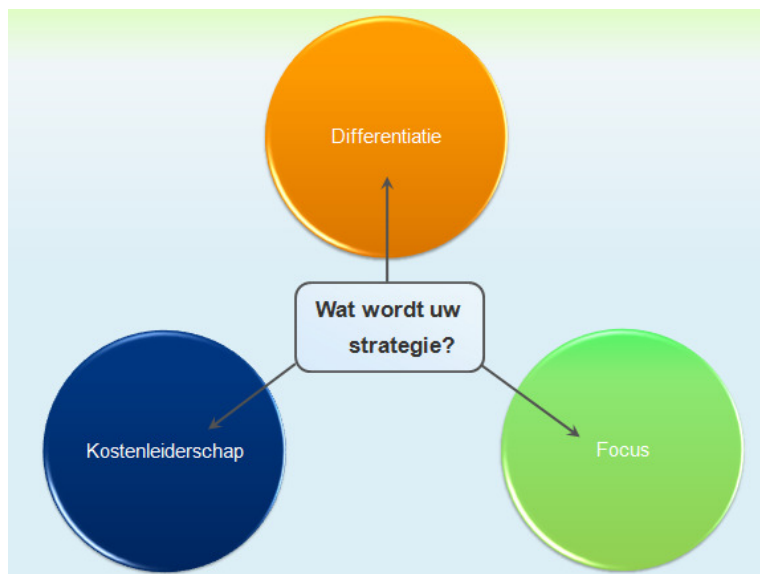 Differentiatie
Wat wordt uw
strategie?
Kostenleiderschap
Focus